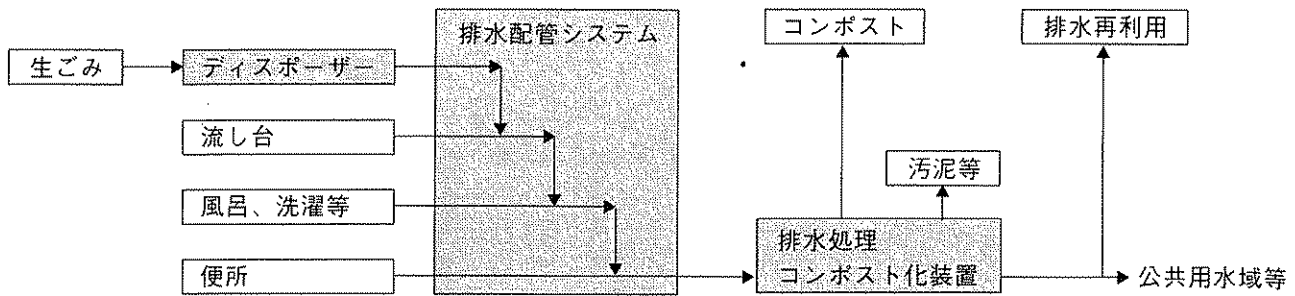 排水配管システム
コンポスト
排水再利用
生ごみ
ディスポーザー
流し台
汚泥等
風呂、洗濯等
排水処理
コンポスト化装置
便所
公共用水域等